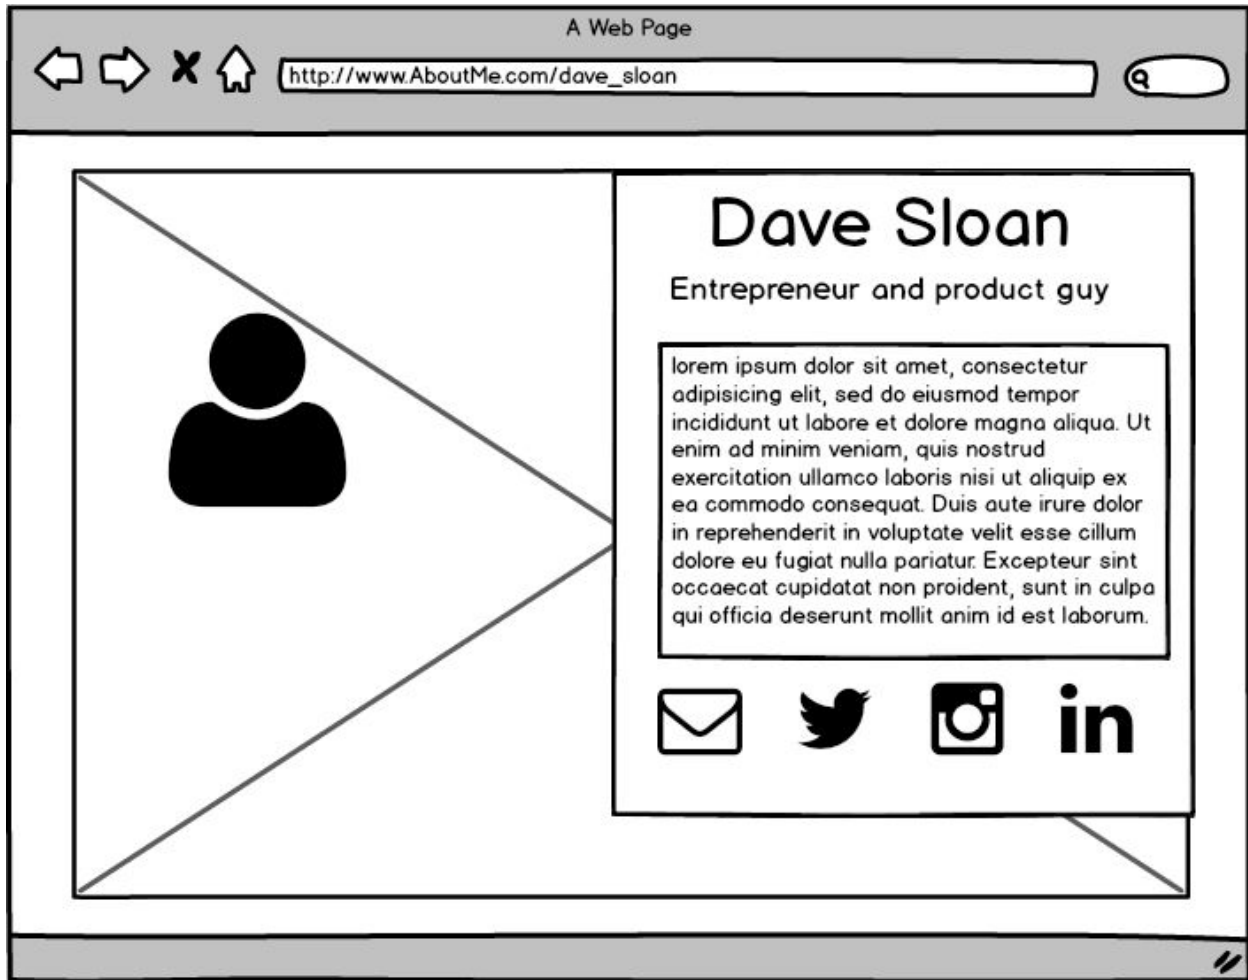 A Web Page
http://www.AboutMe.com/dave_sloan
Dave Sloan
Entrepreneur and product guy
lorem ipsum dolor sit amet, consectetur
adipisicing elit, sed do eiusmod tempor
incididunt ut labore et dolore magna aliqua. Ut
enim ad minim veniam, quis nostrud
exercitation ullamco laboris nisi ut aliquip ex
ea commodo consequat. Duis aute irure dolor
in reprehenderit in voluptate velit esse cillum
dolore eu fugiat nulla pariatur. Excepteur sint
occaecat cupidatat non proident, sunt in culpa
qui officia deserunt mollit anim id est laborum.
in